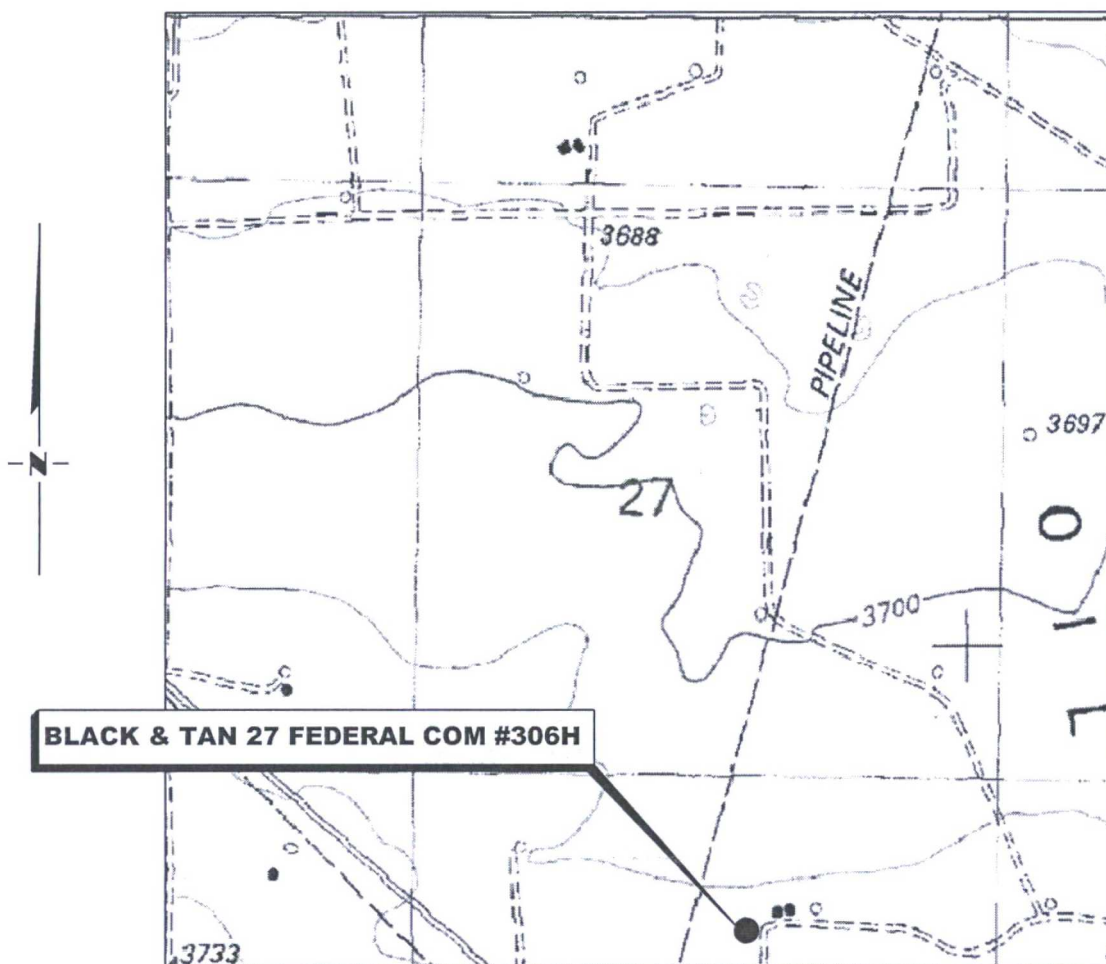 3688
PIPELINE
3697
27
O
3700
I
L
BLACK & TAN 27 FEDERAL COM #306H
3733
N